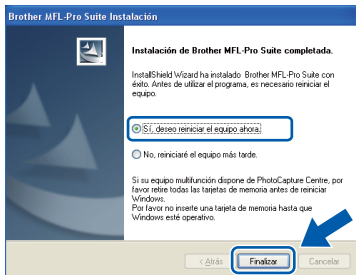 Brother MFL-Pro Suite Instalación
Instalación de Brother MFL-Pro Suite completada.
InstallShield Wizard ha instalado Brother MFL-Pro Suite con
éxito. Antes de utilizar el programa, es necesario reiniciar el
equipo.
Sí, deseo reiniciar el equipo ahora.
No, reiniciaré el equipo más tarde.
Si su equipo multifunción dispone de PhotoCapture Centre, por
favor retire todas las tarjetas de memoria antes de reiniciar
Windows.
Por favor no inserte una tarjeta de memoria hasta que
Windows esté operativo.
< Atrás Finalizar Cancelar